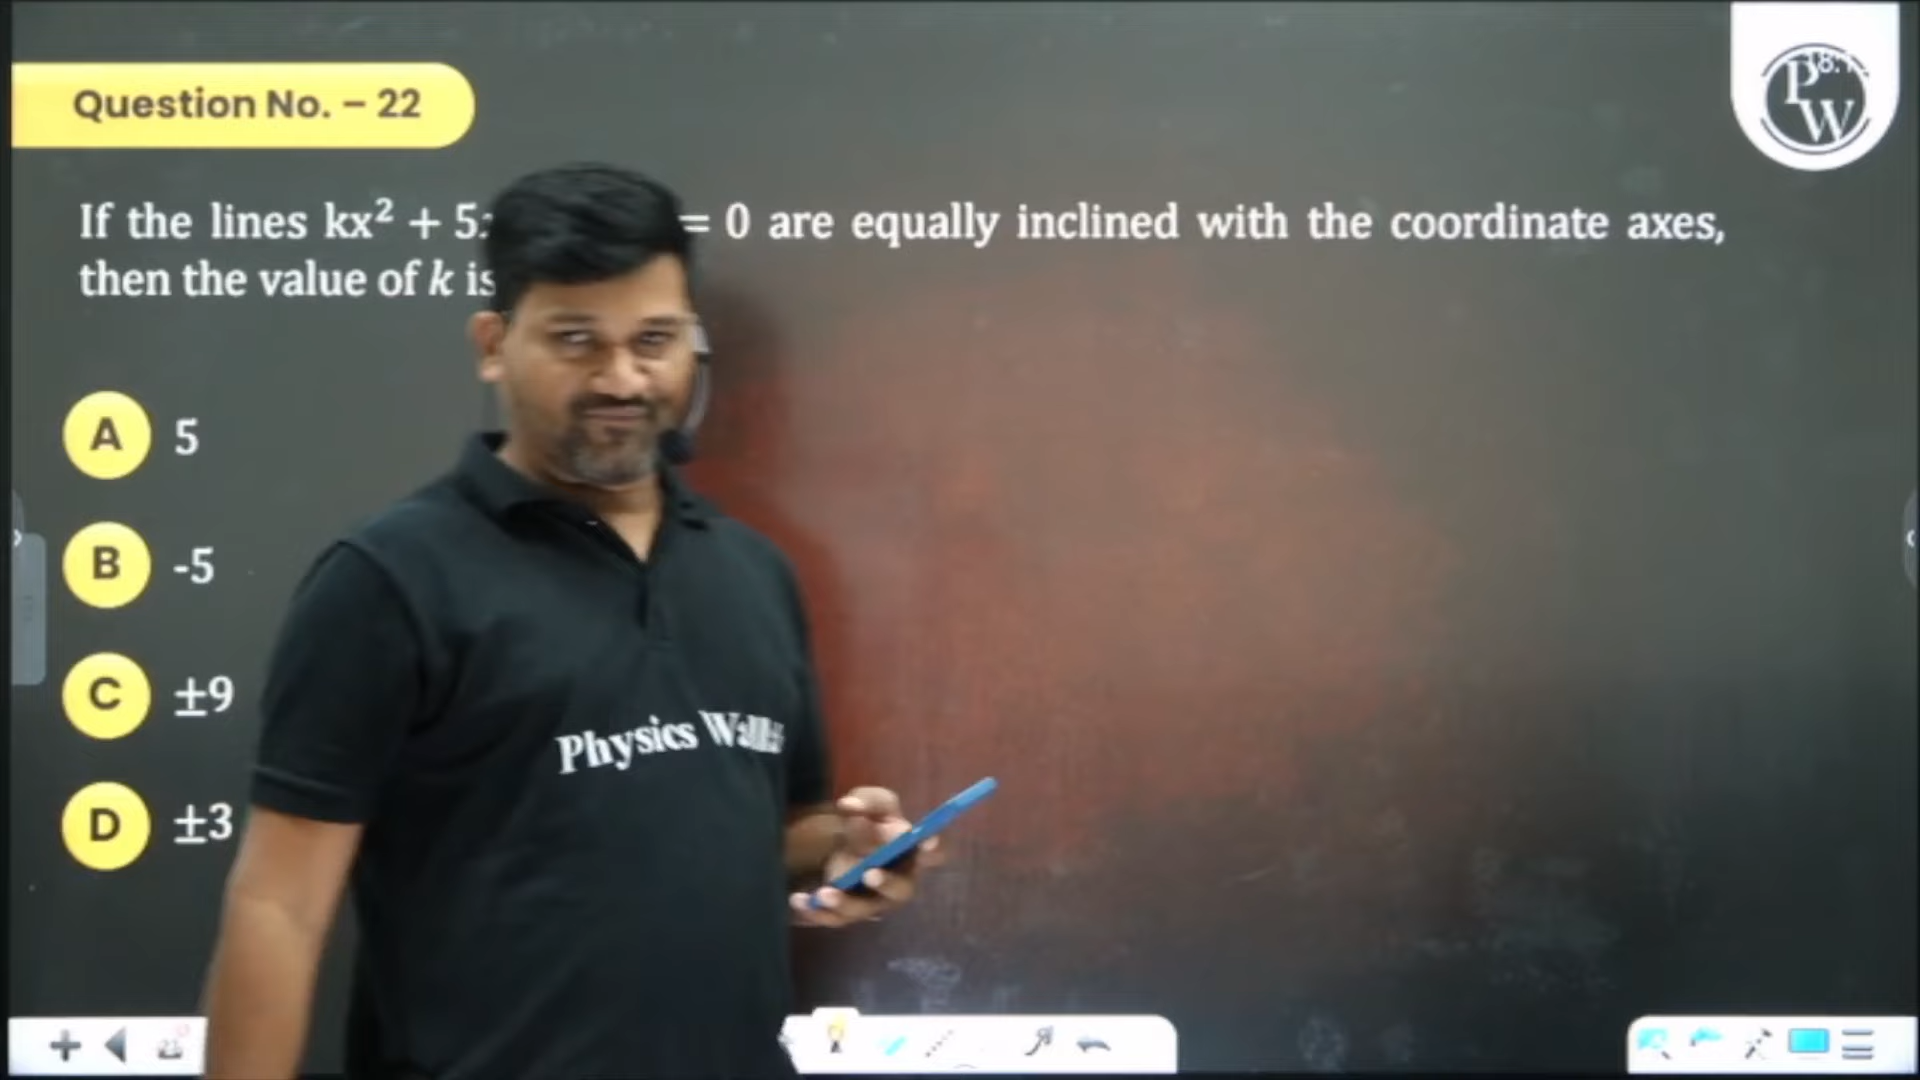 Question No. – 22
If the lines kx² + 5 = 0 are equally inclined with the coordinate axes,
then the value of k is
A 5
B -5
C ±9
D ±3
Physics
PW